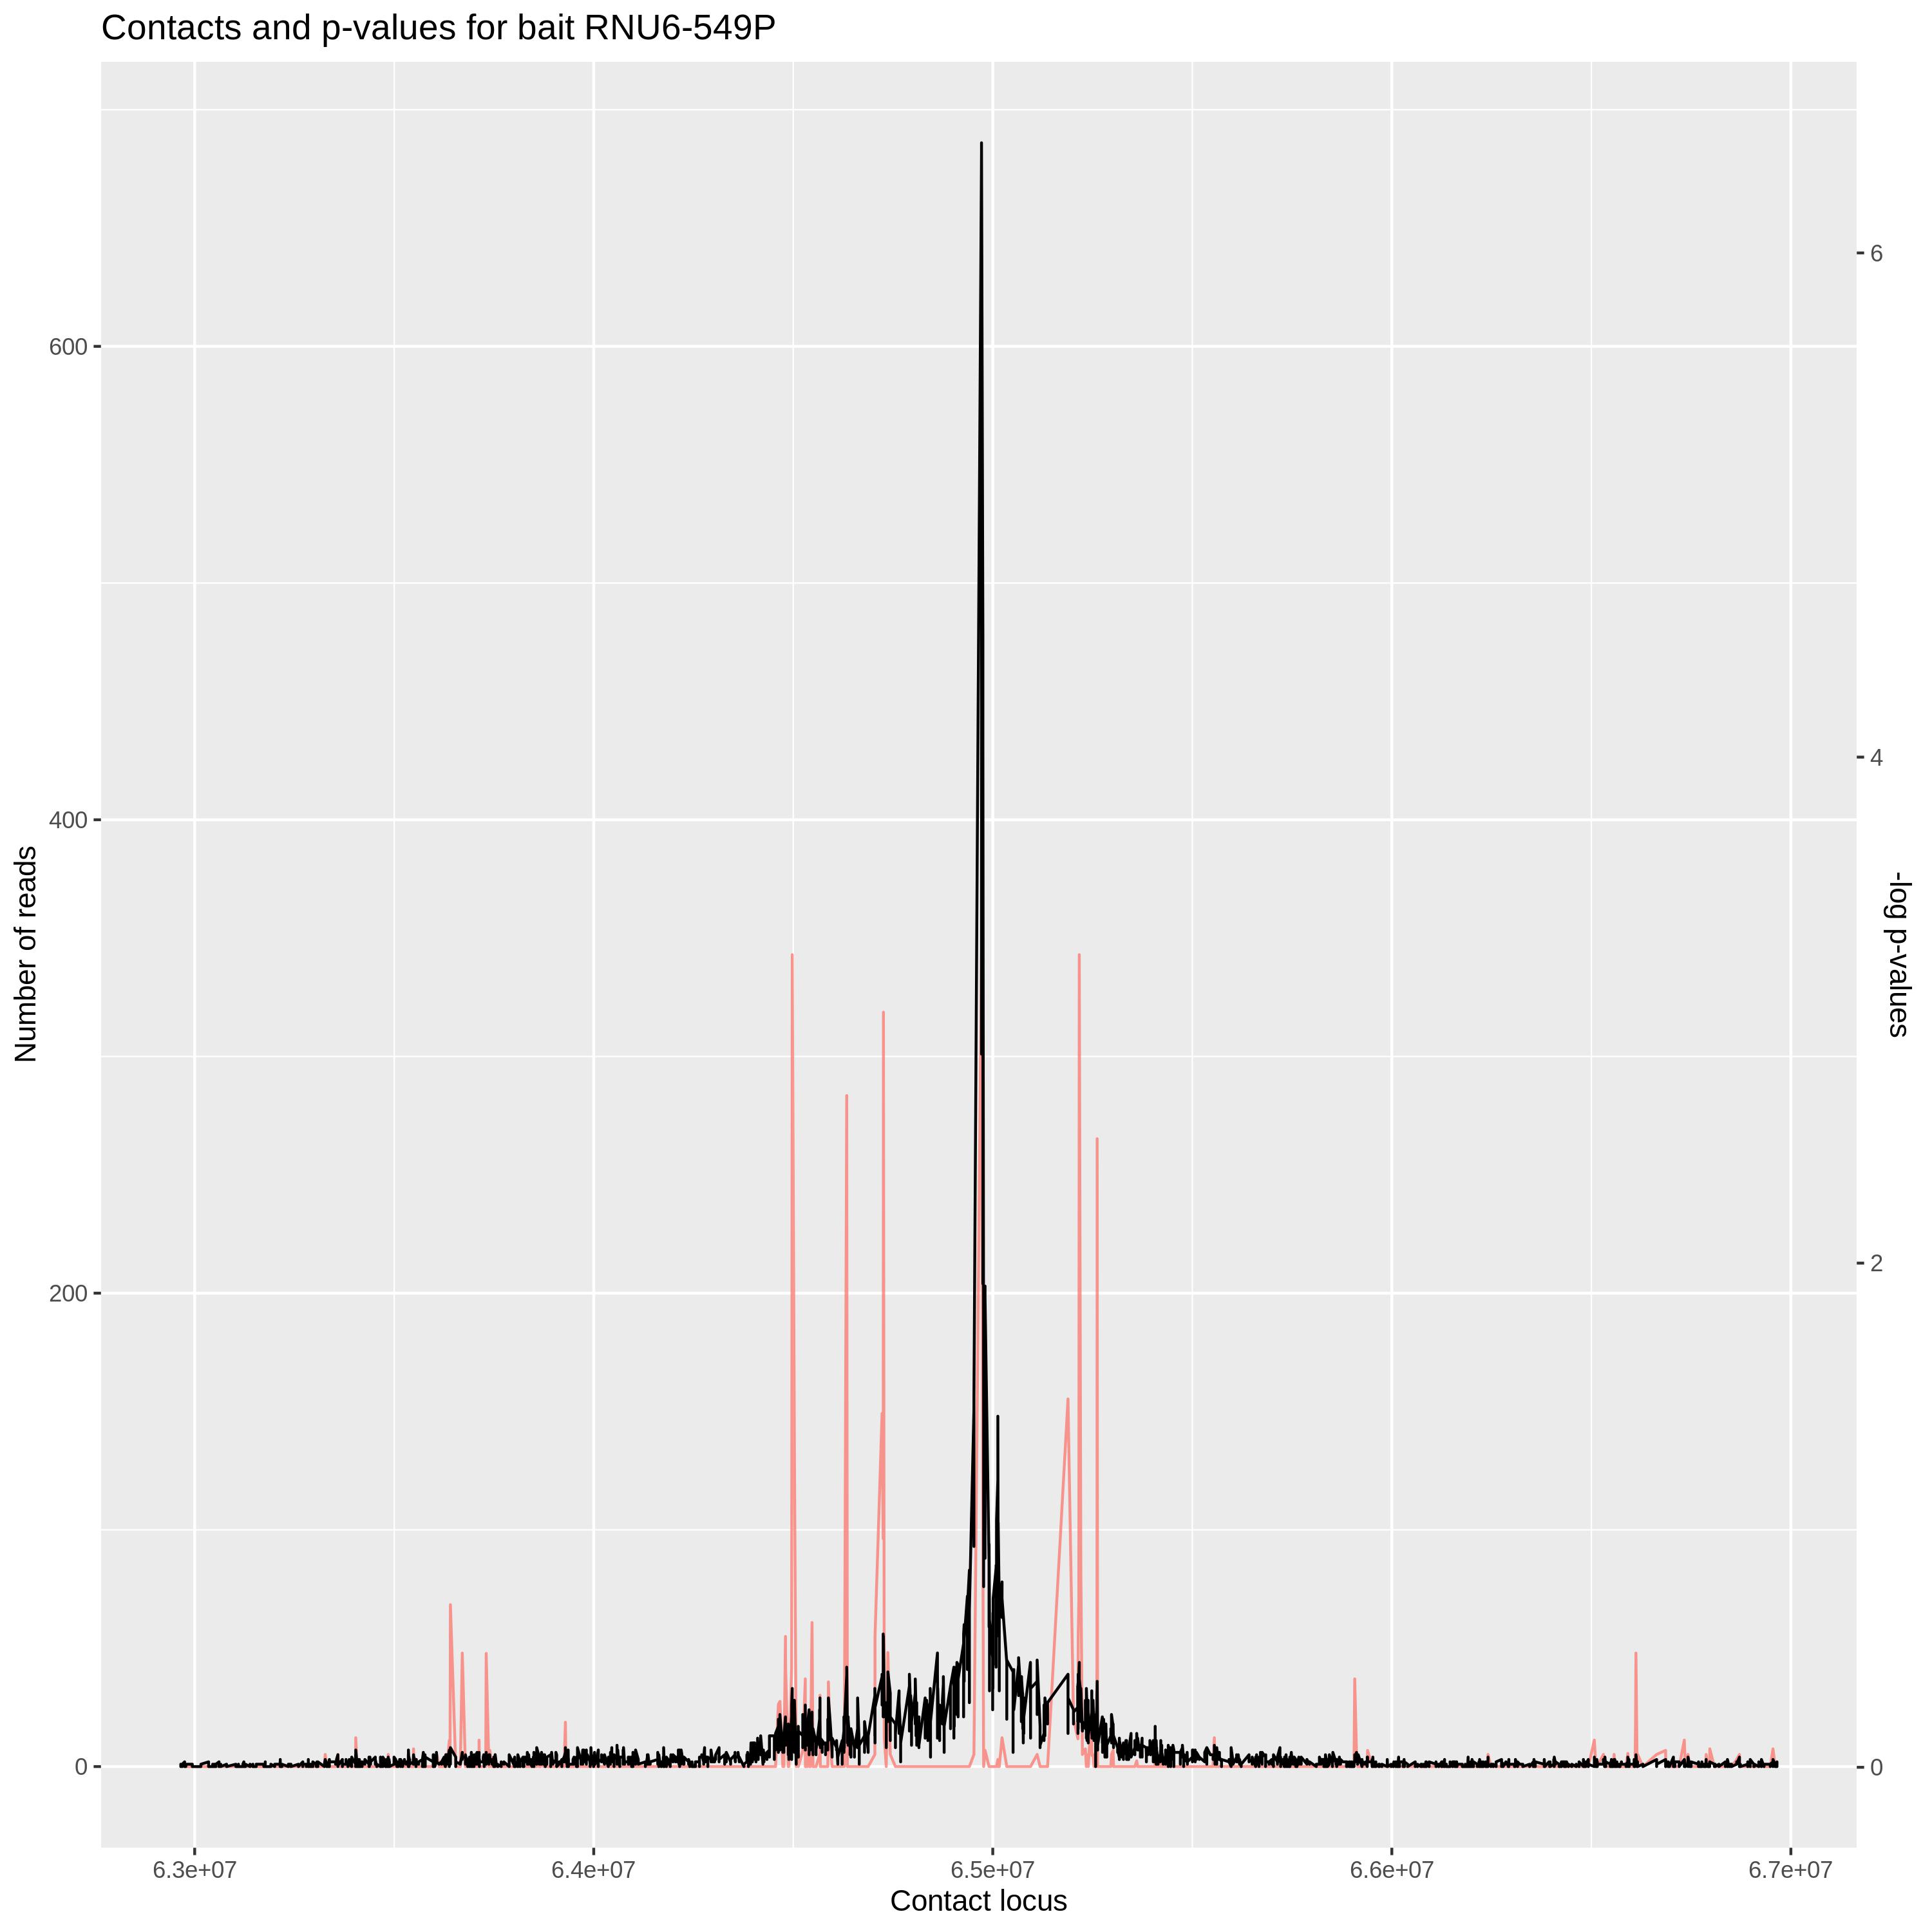 Contacts and p-values for bait RNU6-549P
600
400
200
0
Number of reads
6
4
2
0
-log p-values
6.3e+07
6.4e+07
6.5e+07
6.6e+07
6.7e+07
Contact locus